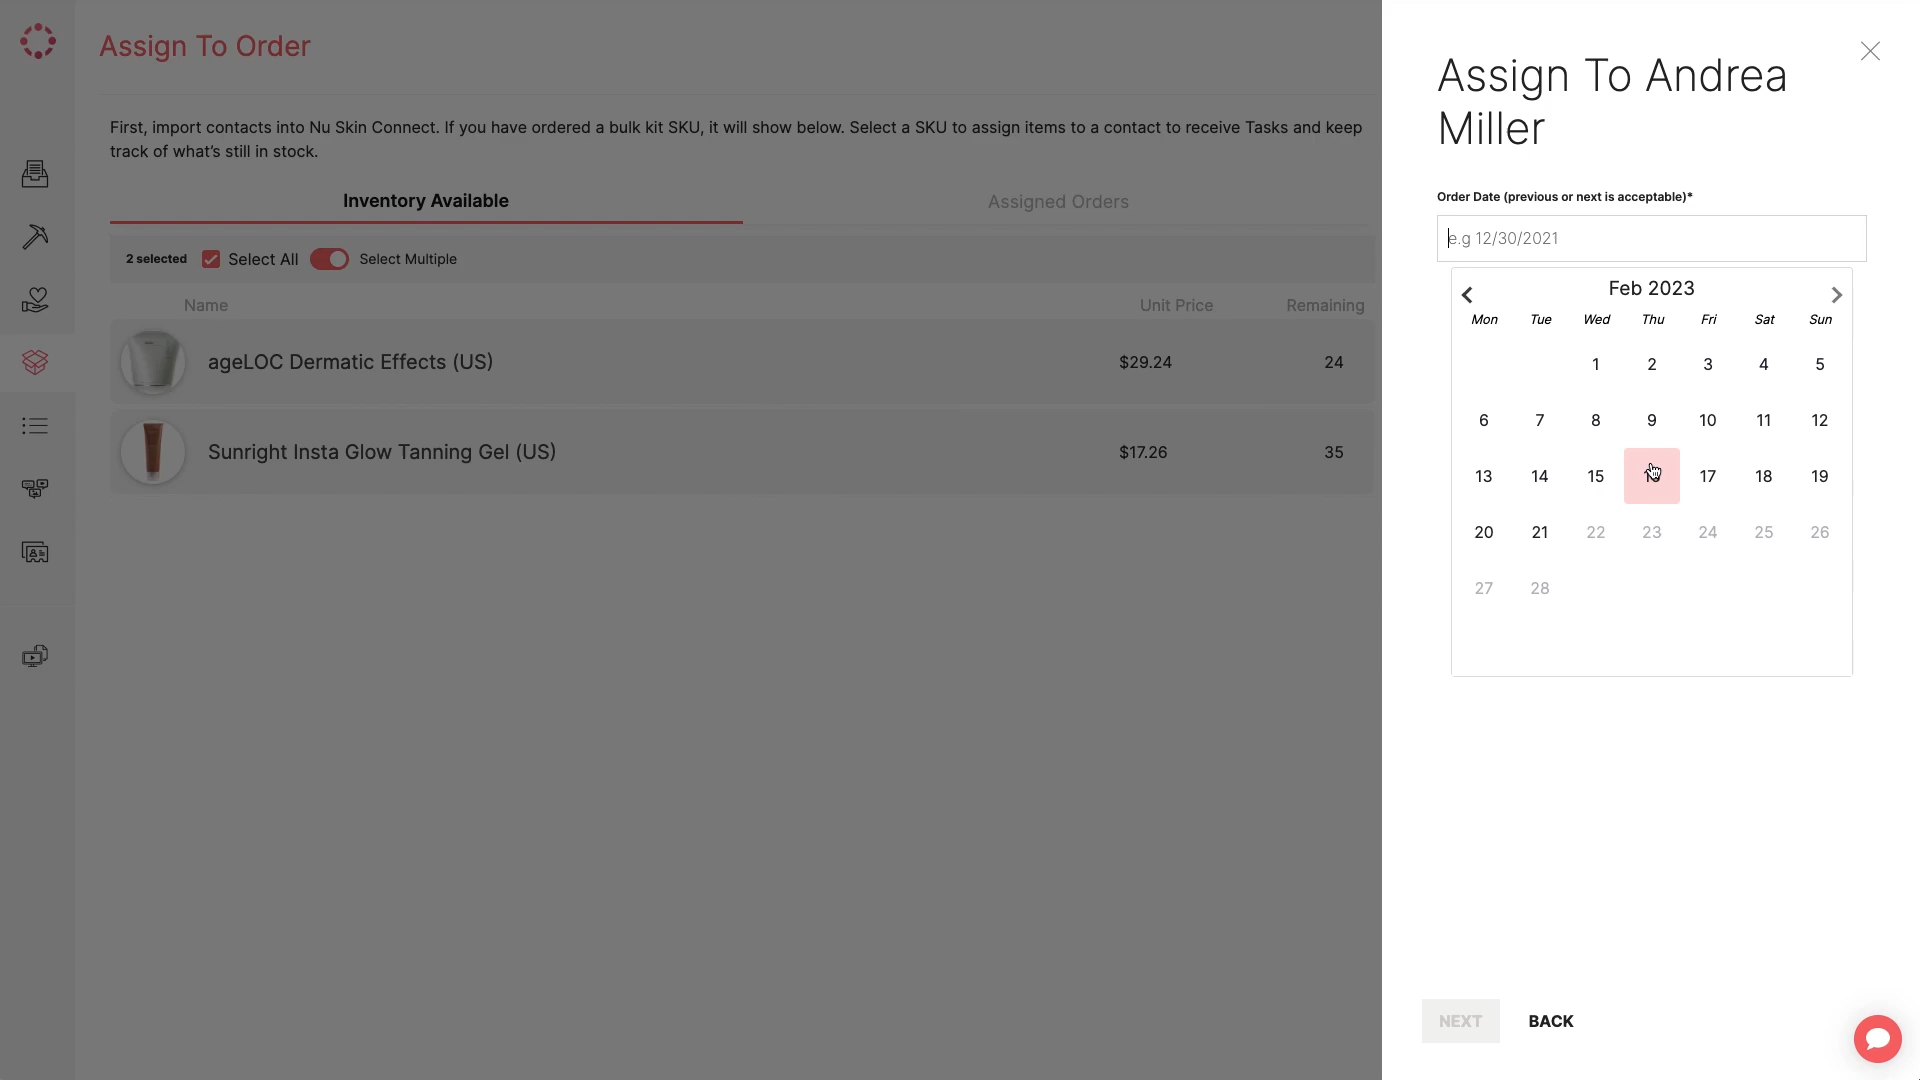 Assign To Order
First, import contacts into Nu Skin Connect. If you have ordered a bulk kit SKU, it will show below. Select a SKU to assign items to a contact to receive Tasks and keep
track of what’s still in stock.
Inventory Available
Assigned Orders
2 selected Select All Select Multiple
Name Unit Price Remaining
ageLOC Dermatic Effects (US) $29.24 24
Sunright Insta Glow Tanning Gel (US) $17.26 35
Assign To Andrea
Miller
Order Date (previous or next is acceptable)*
e.g 12/30/2021
Feb 2023
Mon Tue Wed Thu Fri Sat Sun
1 2 3 4 5
6 7 8 9 10 11 12
13 14 15 16 17 18 19
20 21 22 23 24 25 26
27 28
NEXT BACK